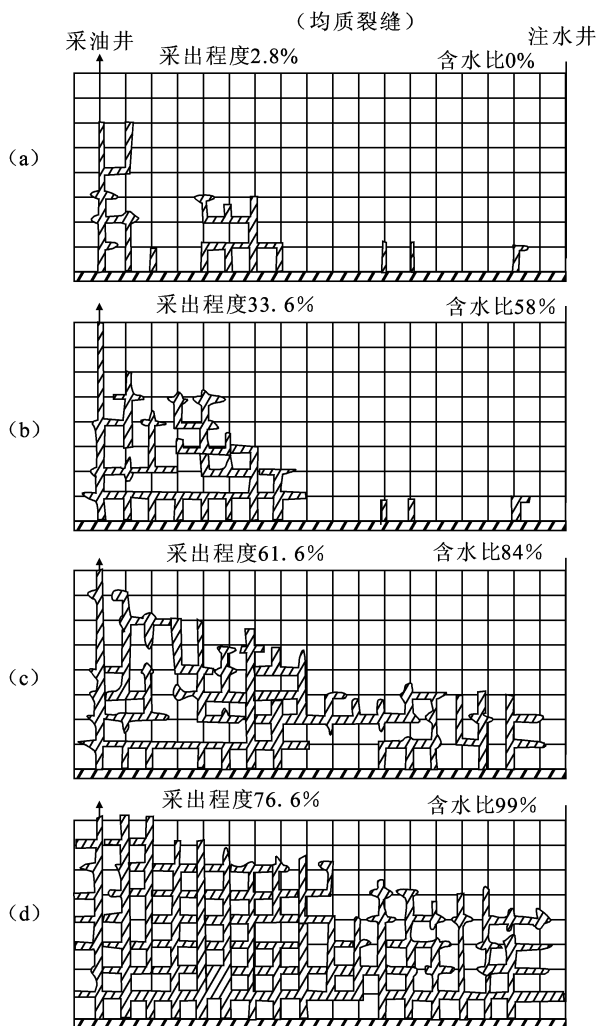 （均质裂缝）
采油井 注水井
采出程度2.8% 含水比0%
（a）
采出程度33.6% 含水比58%
（b）
采出程度61.6% 含水比84%
（c）
采出程度76.6% 含水比99%
（d）